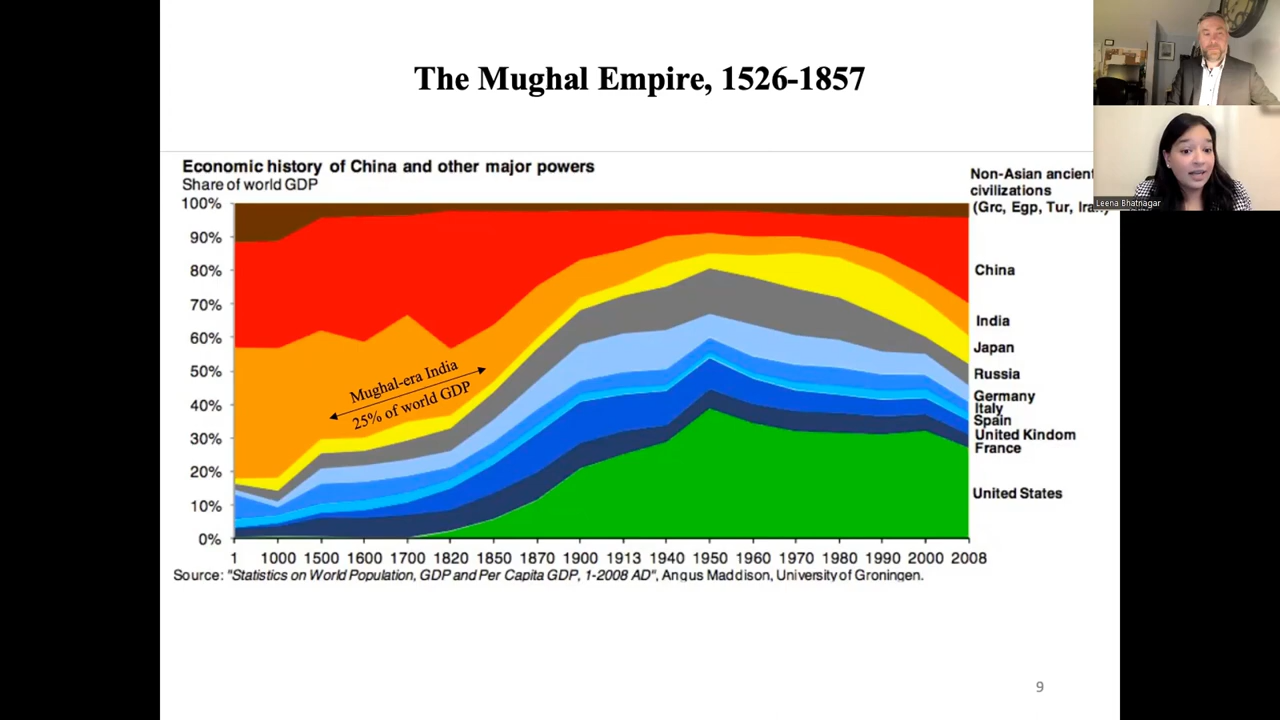 The Mughal Empire, 1526-1857
Economic history of China and other major powers
Share of world GDP
100%
90%
80%
70%
60%
50%
40%
30%
20%
10%
0%
1 1000 1500 1600 1700 1820 1850 1870 1900 1913 1940 1950 1960 1970 1980 1990 2000 2008
Mughal-era India
25% of world GDP
Non-Asian ancient
civilizations
(Grc, Egp, Tur, Iran)
China
India
Japan
Russia
Germany
Italy
Spain
United Kindom
France
United States
Source: "Statistics on World Population, GDP and Per Capita GDP, 1-2008 AD", Angus Maddison, University of Groningen.
9
Leena Bhatnagar